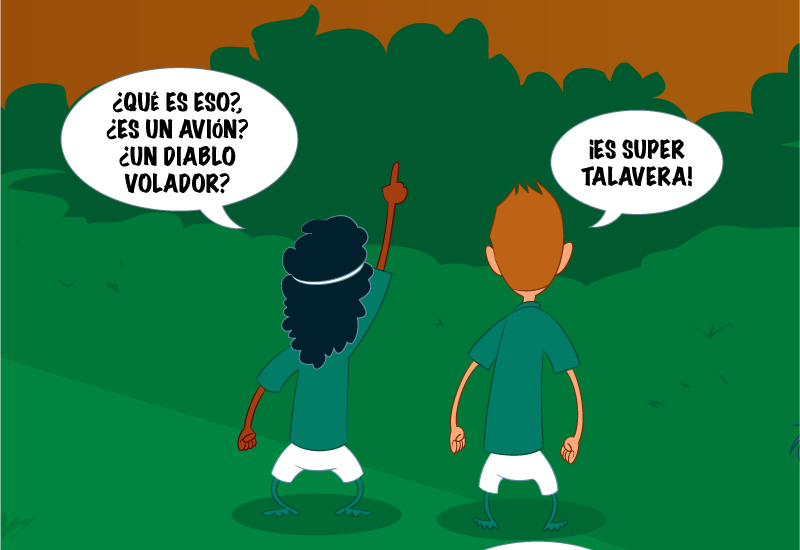 ¿QUÉ ES ESO?,
¿ES UN AVIÓN?
¿UN DIABLO
VOLADOR?
¡ES SUPER
TALAVERA!